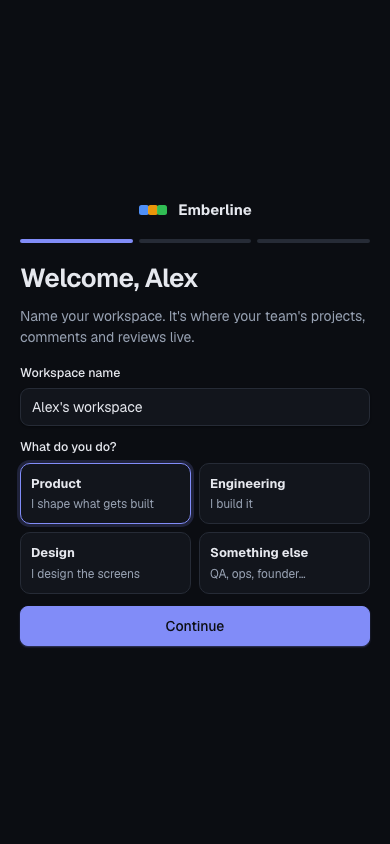 Emberline
Welcome, Alex
Name your workspace. It's where your team's projects,
comments and reviews live.
Workspace name
Alex's workspace
What do you do?
Product
I shape what gets built
Engineering
I build it
Design
I design the screens
Something else
QA, ops, founder…
Continue